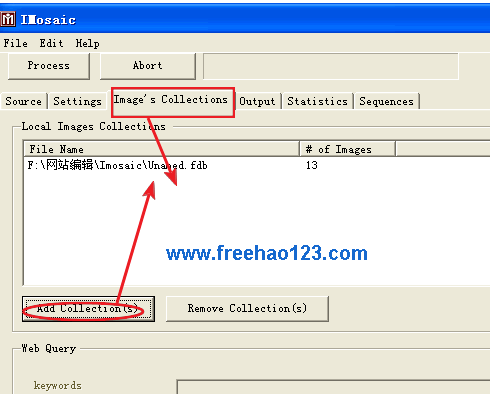 IMosaic
File Edit Help
Process Abort
Source Settings Image's Collections Output Statistics Sequences
Local Images Collections
File Name # of Images
F:\网站编辑\Imosaic\Unamed.fdb 13
www.freehao123.com
Add Collection(s) Remove Collection(s)
Web Query
keywords